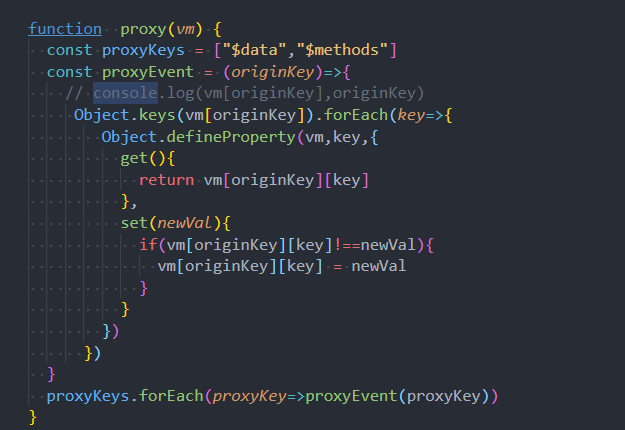 function proxy(vm) {
const proxyKeys = ["$data","$methods"]
const proxyEvent = (originKey)=>{
// console.log(vm[originKey],originKey)
Object.keys(vm[originKey]).forEach(key=>{
Object.defineProperty(vm,key,{
get(){
return vm[originKey][key]
},
set(newVal){
if(vm[originKey][key]!==newVal){
vm[originKey][key] = newVal
}
}
})
})
}
proxyKeys.forEach(proxyKey=>proxyEvent(proxyKey))
}